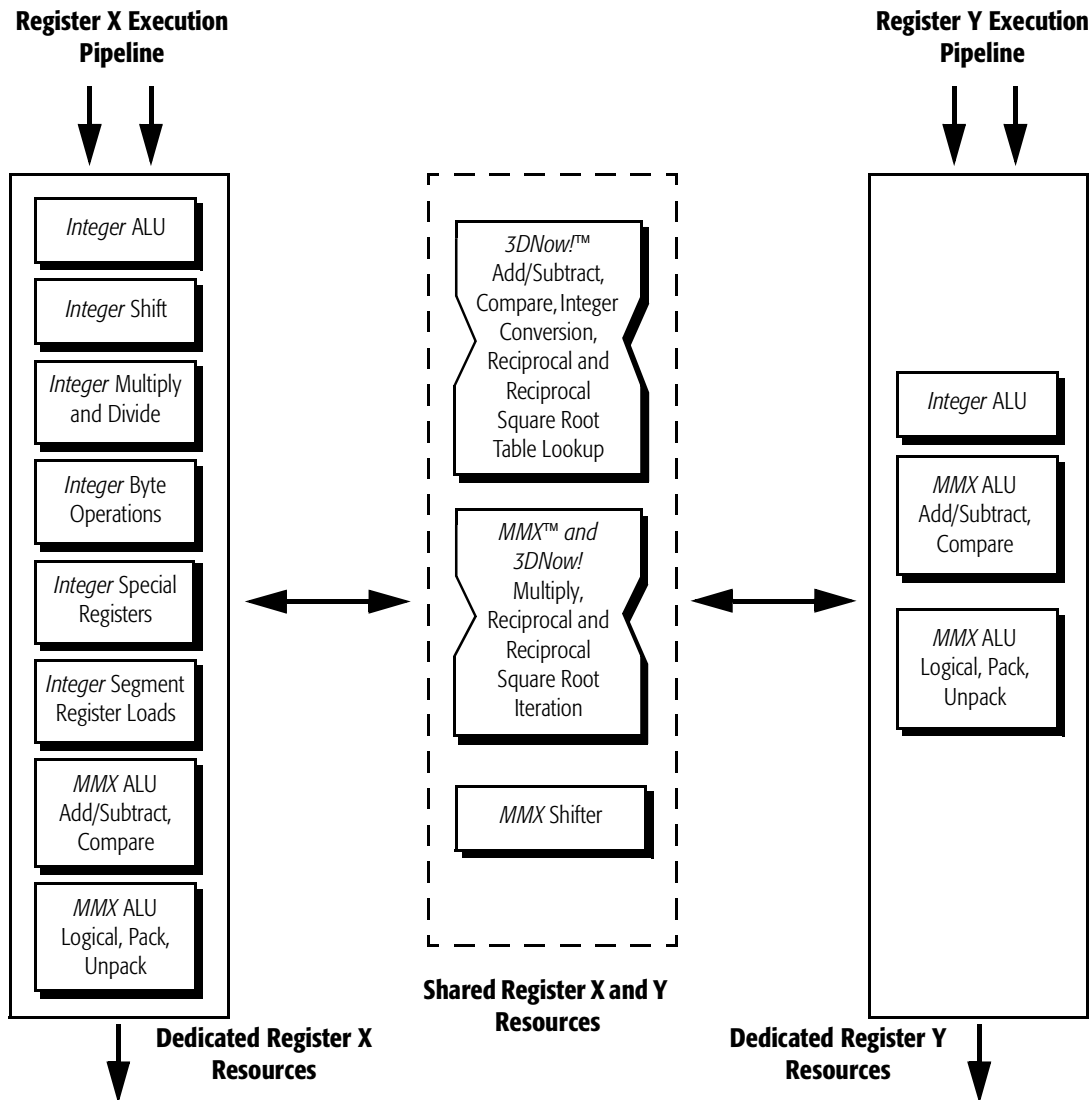 Register X Execution
Pipeline
Register Y Execution
Pipeline
Integer ALU
Integer Shift
Integer Multiply
and Divide
Integer Byte
Operations
Integer Special
Registers
Integer Segment
Register Loads
MMX ALU
Add/Subtract,
Compare
MMX ALU
Logical, Pack,
Unpack
3DNow!™
Add/Subtract,
Compare, Integer
Conversion,
Reciprocal and
Reciprocal
Square Root
Table Lookup
MMX™ and
3DNow!
Multiply,
Reciprocal and
Reciprocal
Square Root
Iteration
MMX Shifter
Integer ALU
MMX ALU
Add/Subtract,
Compare
MMX ALU
Logical, Pack,
Unpack
Shared Register X and Y
Resources
Dedicated Register X
Resources
Dedicated Register Y
Resources